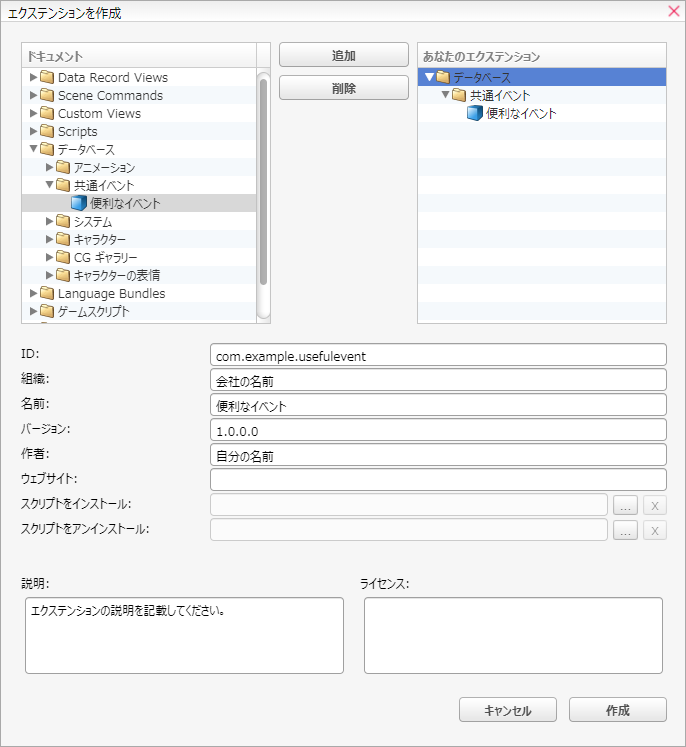 エクステンションを作成
ドキュメント
Data Record Views
Scene Commands
Custom Views
Scripts
データベース
アニメーション
共通イベント
便利なイベント
システム
キャラクター
CG ギャラリー
キャラクターの表情
Language Bundles
ゲームスクリプト
追加
削除
あなたのエクステンション
データベース
共通イベント
便利なイベント
ID: com.example.usefulevent
組織: 会社の名前
名前: 便利なイベント
バージョン: 1.0.0.0
作者: 自分の名前
ウェブサイト:
スクリプトをインストール: ... X
スクリプトをアンインストール: ... X
説明:
エクステンションの説明を記載してください。
ライセンス:
キャンセル 作成